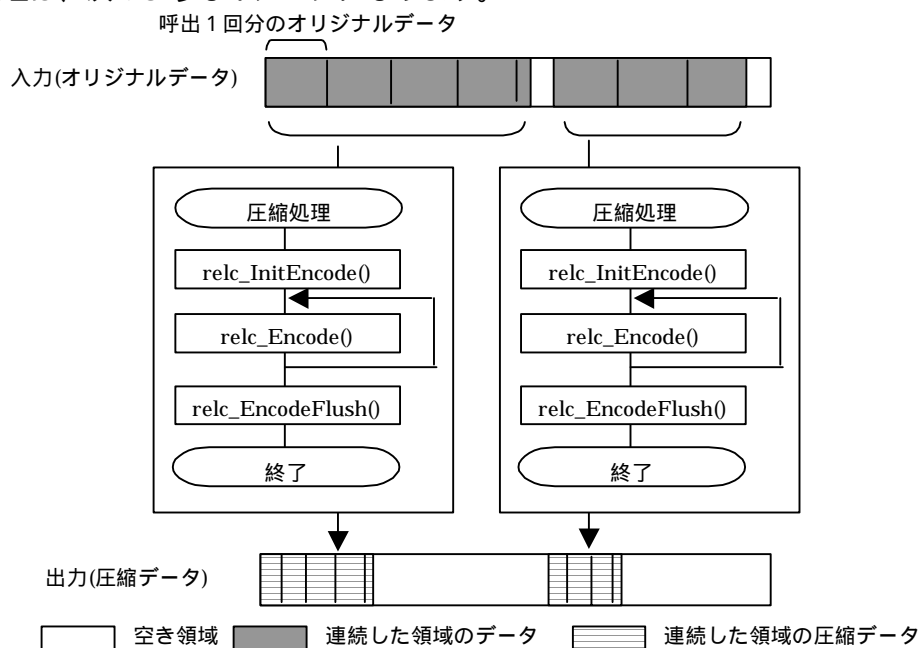 呼出1回分のオリジナルデータ
入力(オリジナルデータ)
圧縮処理 圧縮処理
relc_InitEncode() relc_InitEncode()
relc_Encode() relc_Encode()
relc_EncodeFlush() relc_EncodeFlush()
終了 終了
出力(圧縮データ)
空き領域 連続した領域のデータ 連続した領域の圧縮データ